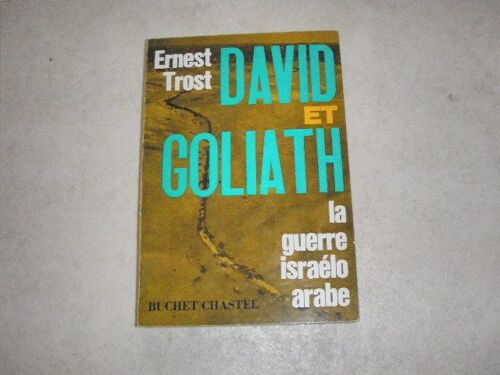 Ernest
Trost
DAVID
ET
GOLIATH
la
guerre
israélo
arabe
BUCHET/CHASTEL